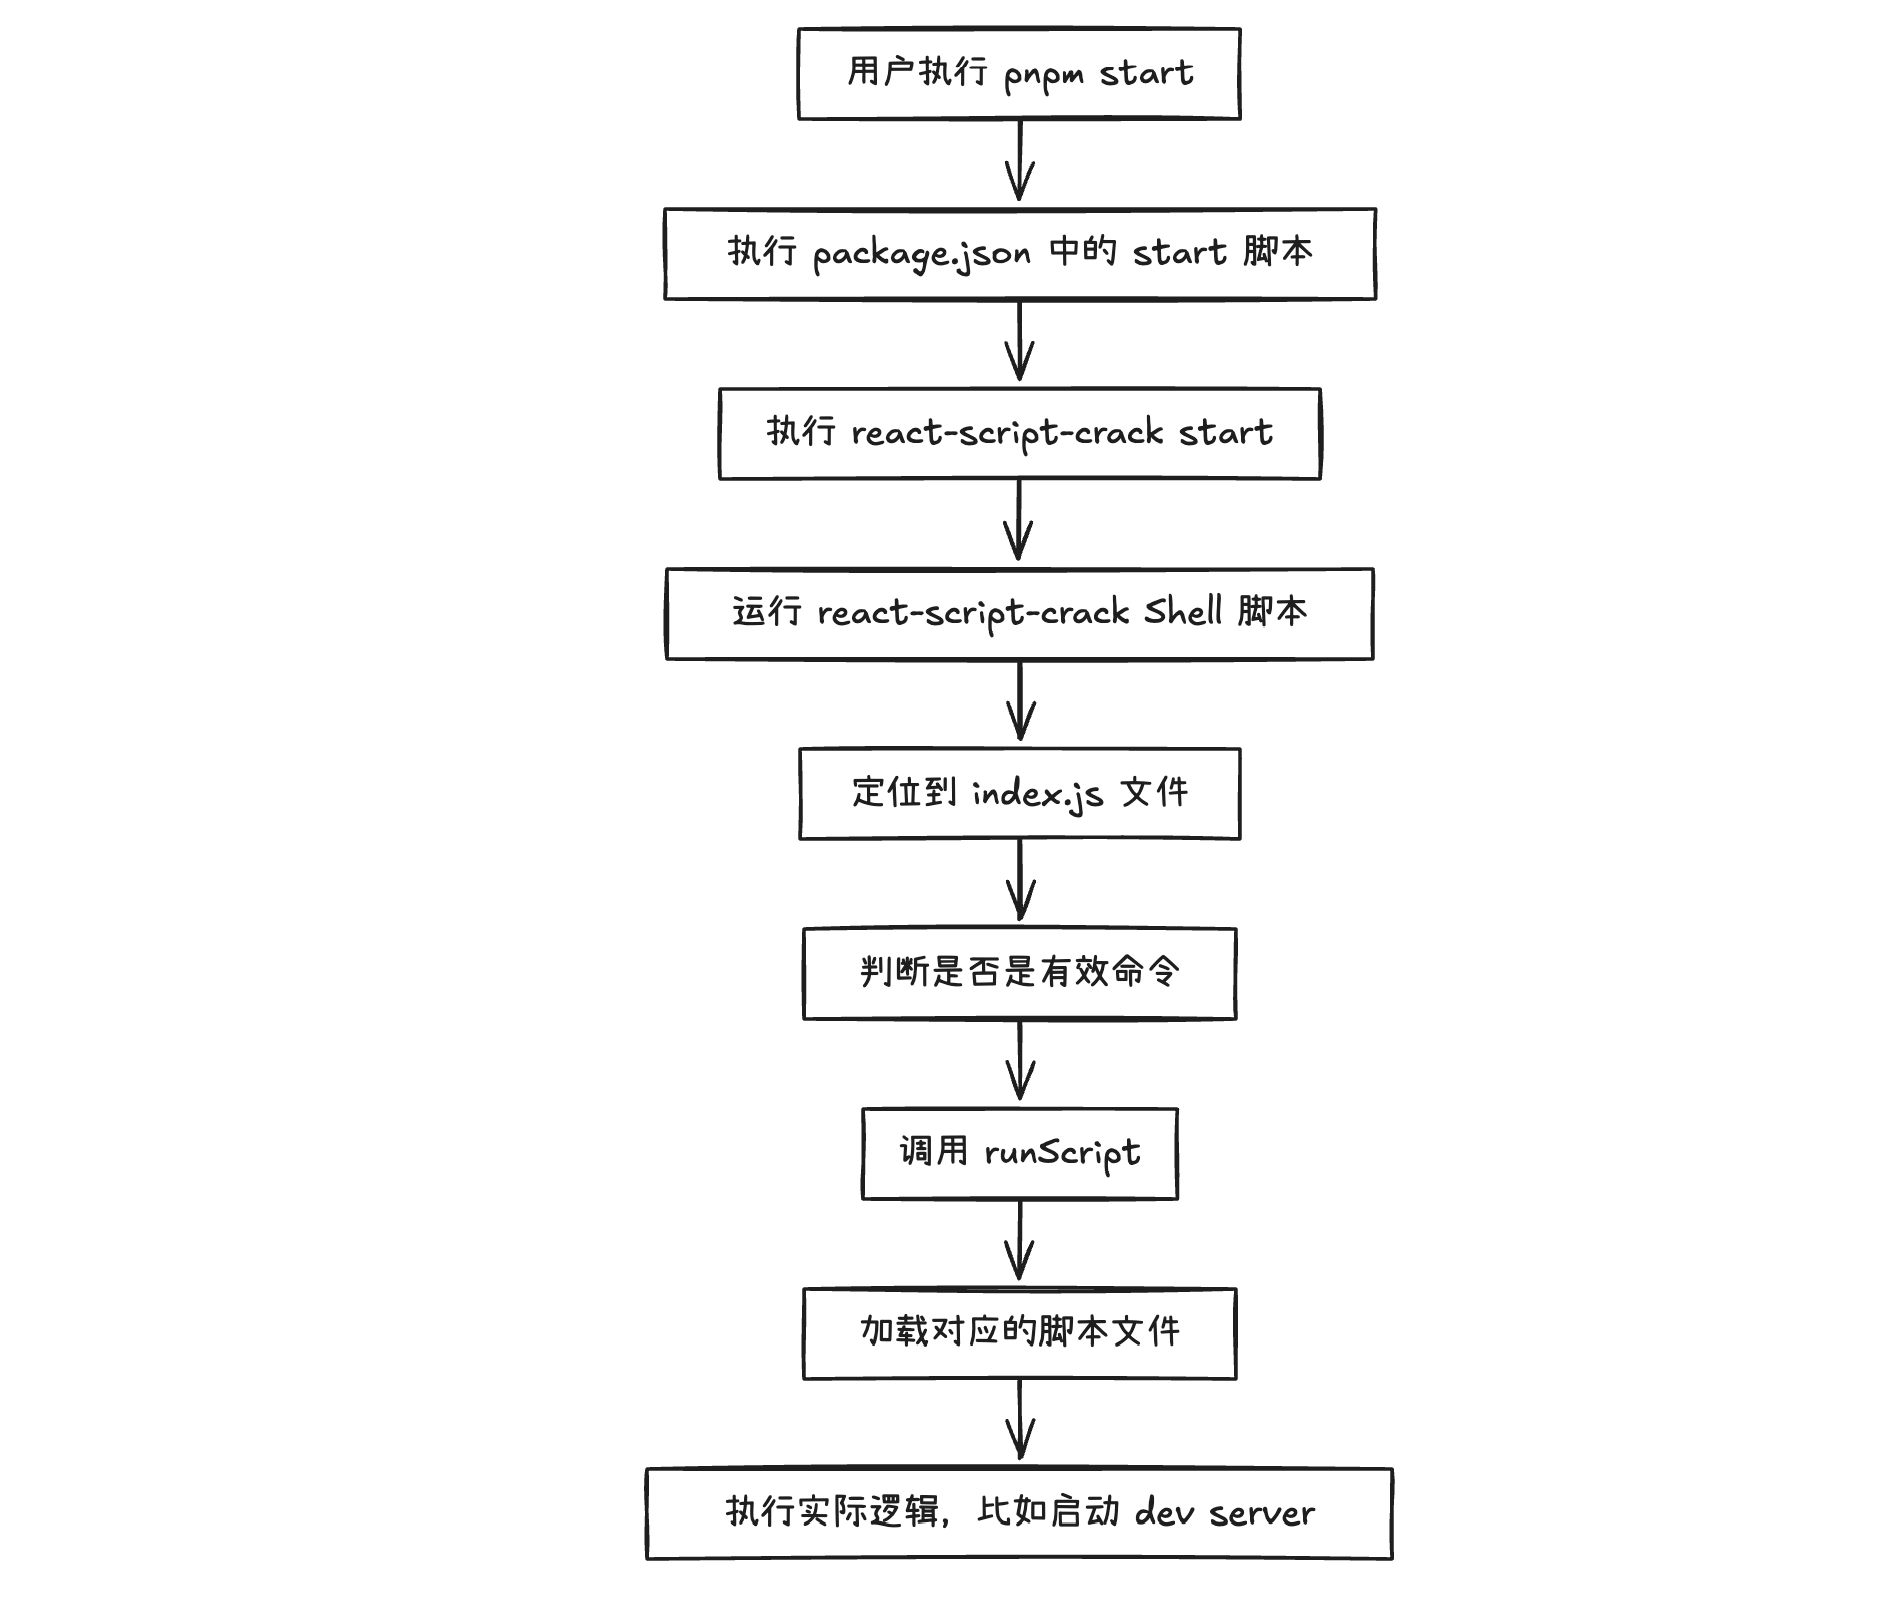 用户执行 pnpm start
执行 package.json 中的 start 脚本
执行 react-script-crack start
运行 react-script-crack Shell 脚本
定位到 index.js 文件
判断是否是有效命令
调用 runScript
加载对应的脚本文件
执行实际逻辑，比如启动 dev server